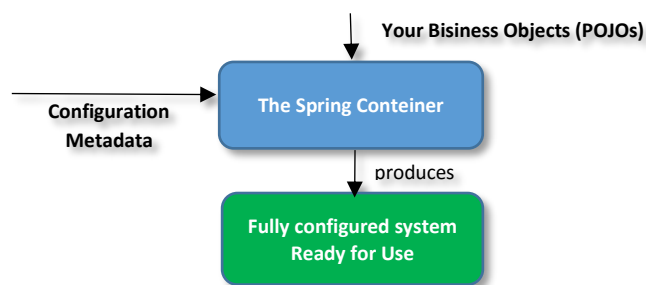 Your Bisiness Objects (POJOs)
The Spring Conteiner
Configuration
Metadata
produces
Fully configured system
Ready for Use